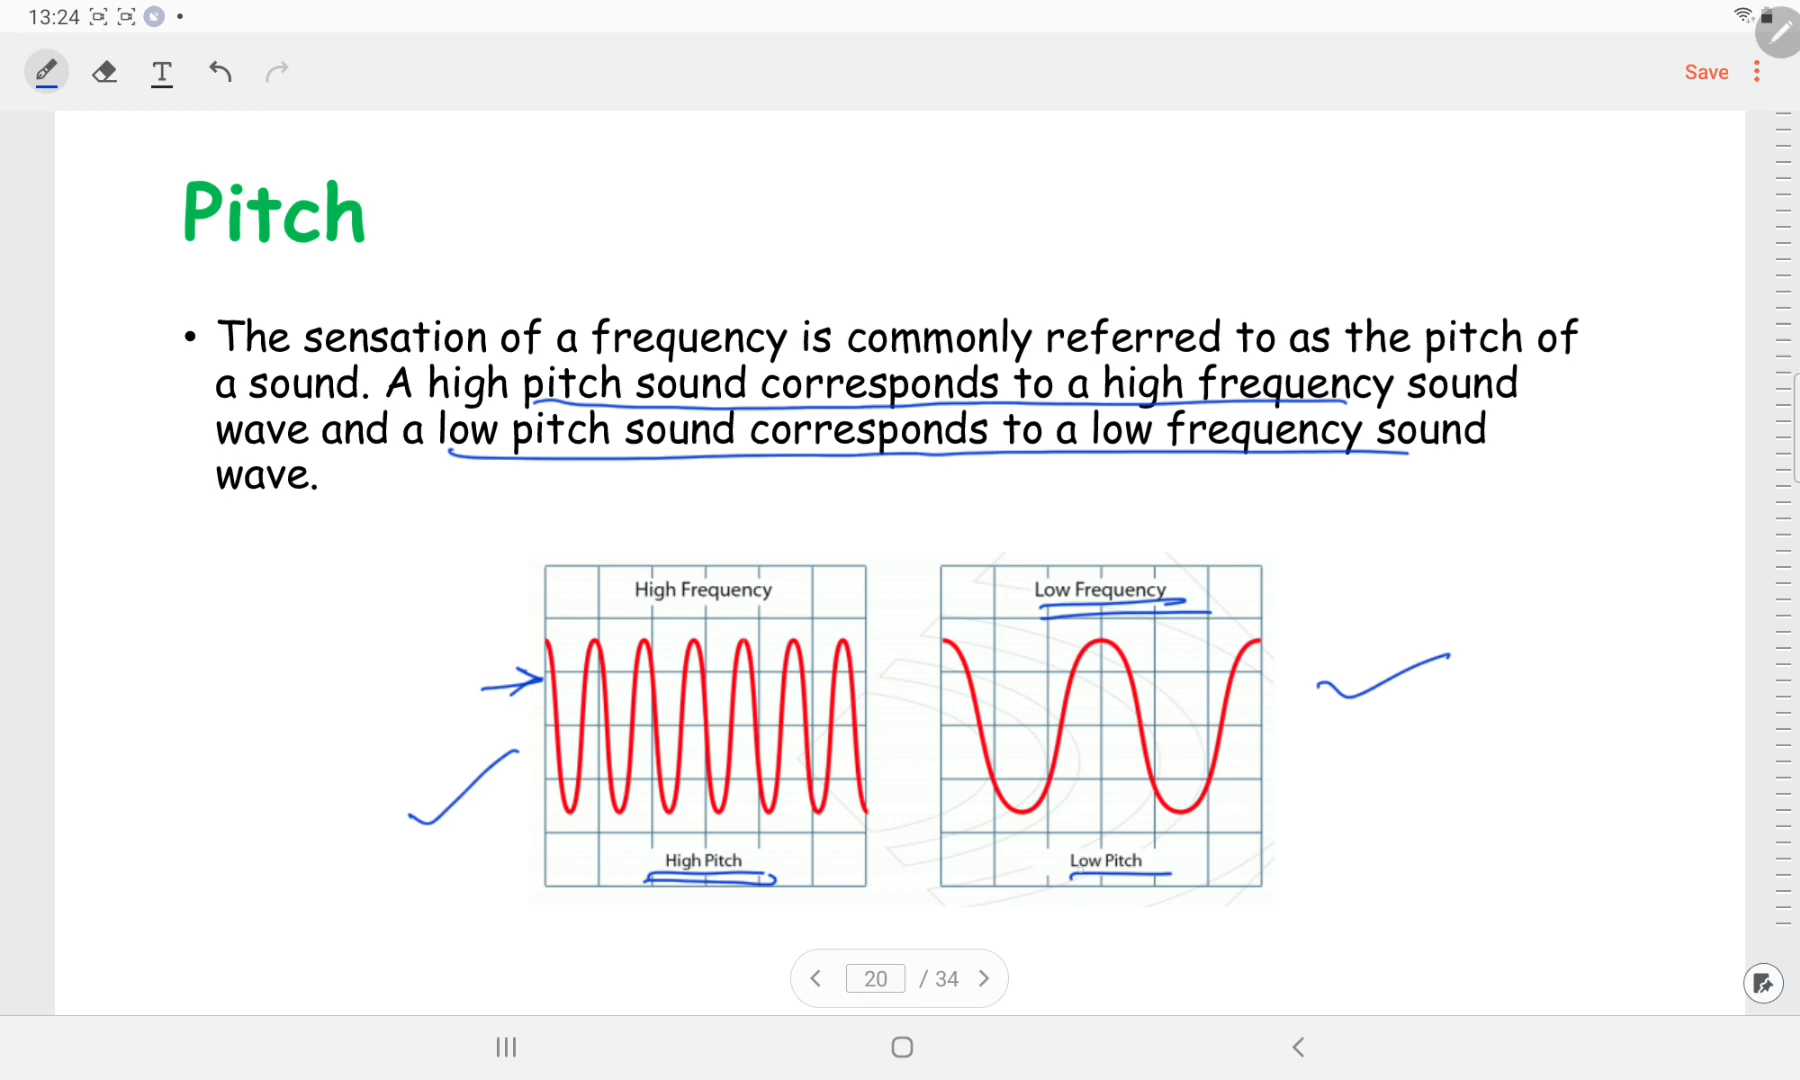 13:24
Save
Pitch
• The sensation of a frequency is commonly referred to as the pitch of
a sound. A high pitch sound corresponds to a high frequency sound
wave and a low pitch sound corresponds to a low frequency sound
wave.
High Frequency
Low Frequency
High Pitch
Low Pitch
20 / 34